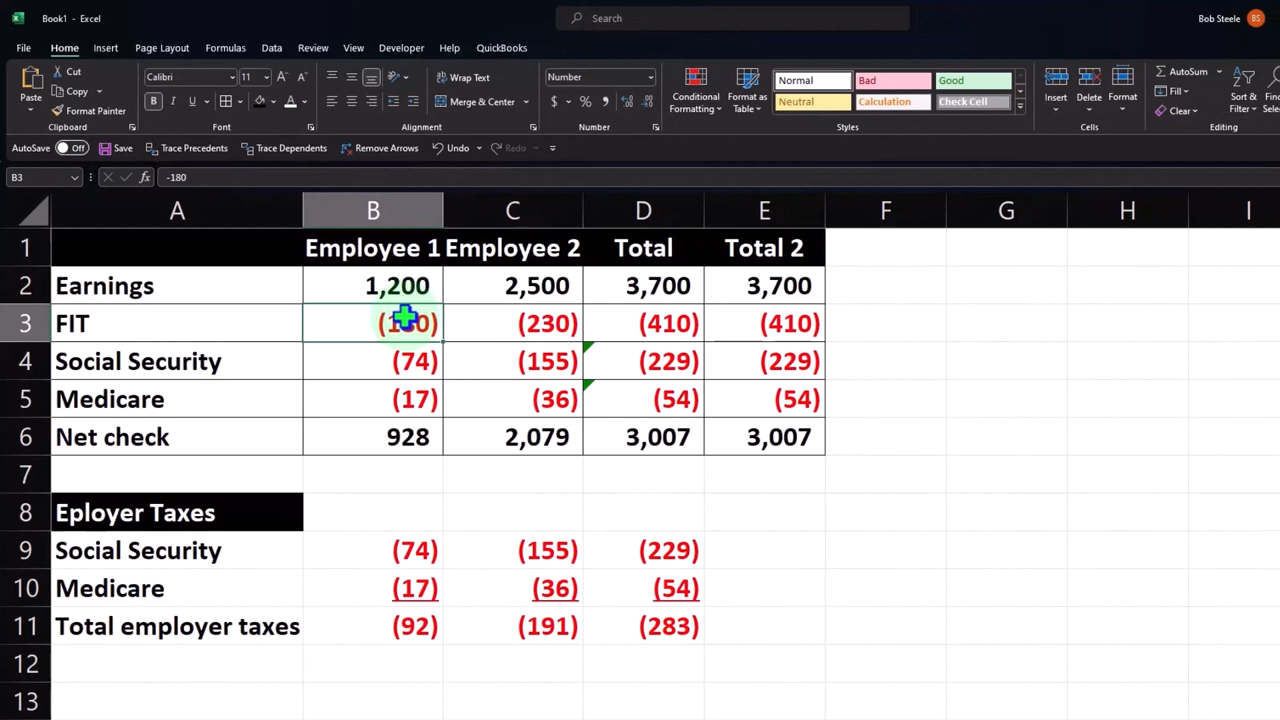 Book1 - Excel
Search
Bob Steele
BS
File Home Insert Page Layout Formulas Data Review View Developer Help QuickBooks
Paste
Cut
Copy
Format Painter
Clipboard
Calibri 11
B I U
Font
Wrap Text
Merge & Center
Alignment
Number
$ % 9
Number
Conditional Formatting
Format as Table
Normal Bad Good
Neutral Calculation Check Cell
Styles
Insert Delete Format
Cells
AutoSum
Fill
Clear
Sort & Filter
Editing
AutoSave Off Save Trace Precedents Trace Dependents Remove Arrows Undo Redo
B3 fx -180
A B C D E F G H I
1 Employee 1 Employee 2 Total Total 2
2 Earnings 1,200 2,500 3,700 3,700
3 FIT (230) (410) (410)
4 Social Security (74) (155) (229) (229)
5 Medicare (17) (36) (54) (54)
6 Net check 928 2,079 3,007 3,007
7
8 Eployer Taxes
9 Social Security (74) (155) (229)
10 Medicare (17) (36) (54)
11 Total employer taxes (92) (191) (283)
12
13